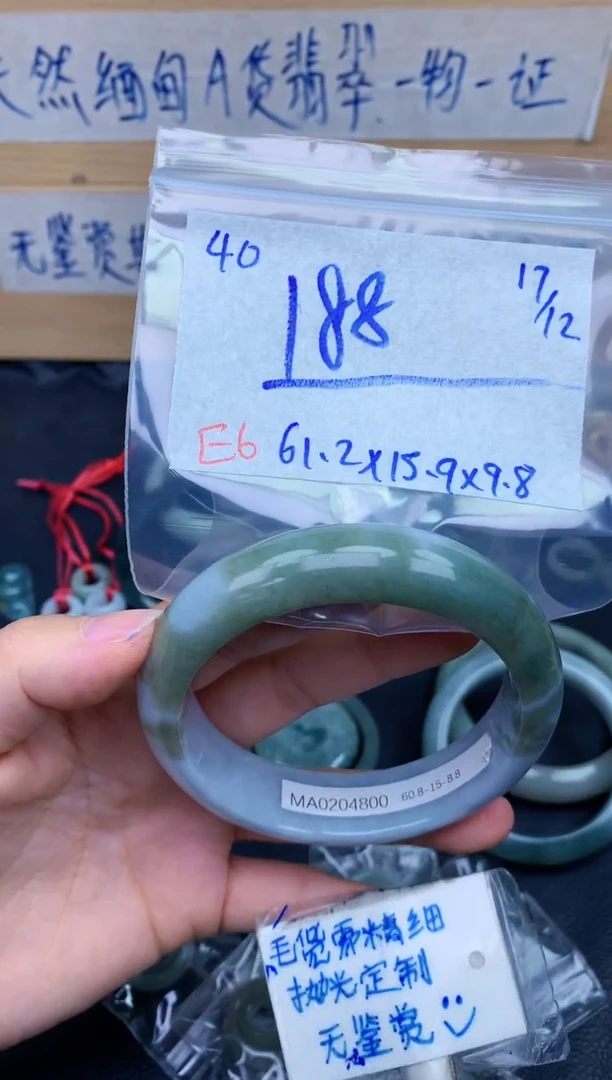 天然缅甸A货翡翠一物一证
无鉴赏
40
188
17/12
E6 61.2x15.9x9.8
MA0204800 60.8-15-8.8
毛货需精细
抛光定制
无鉴赏